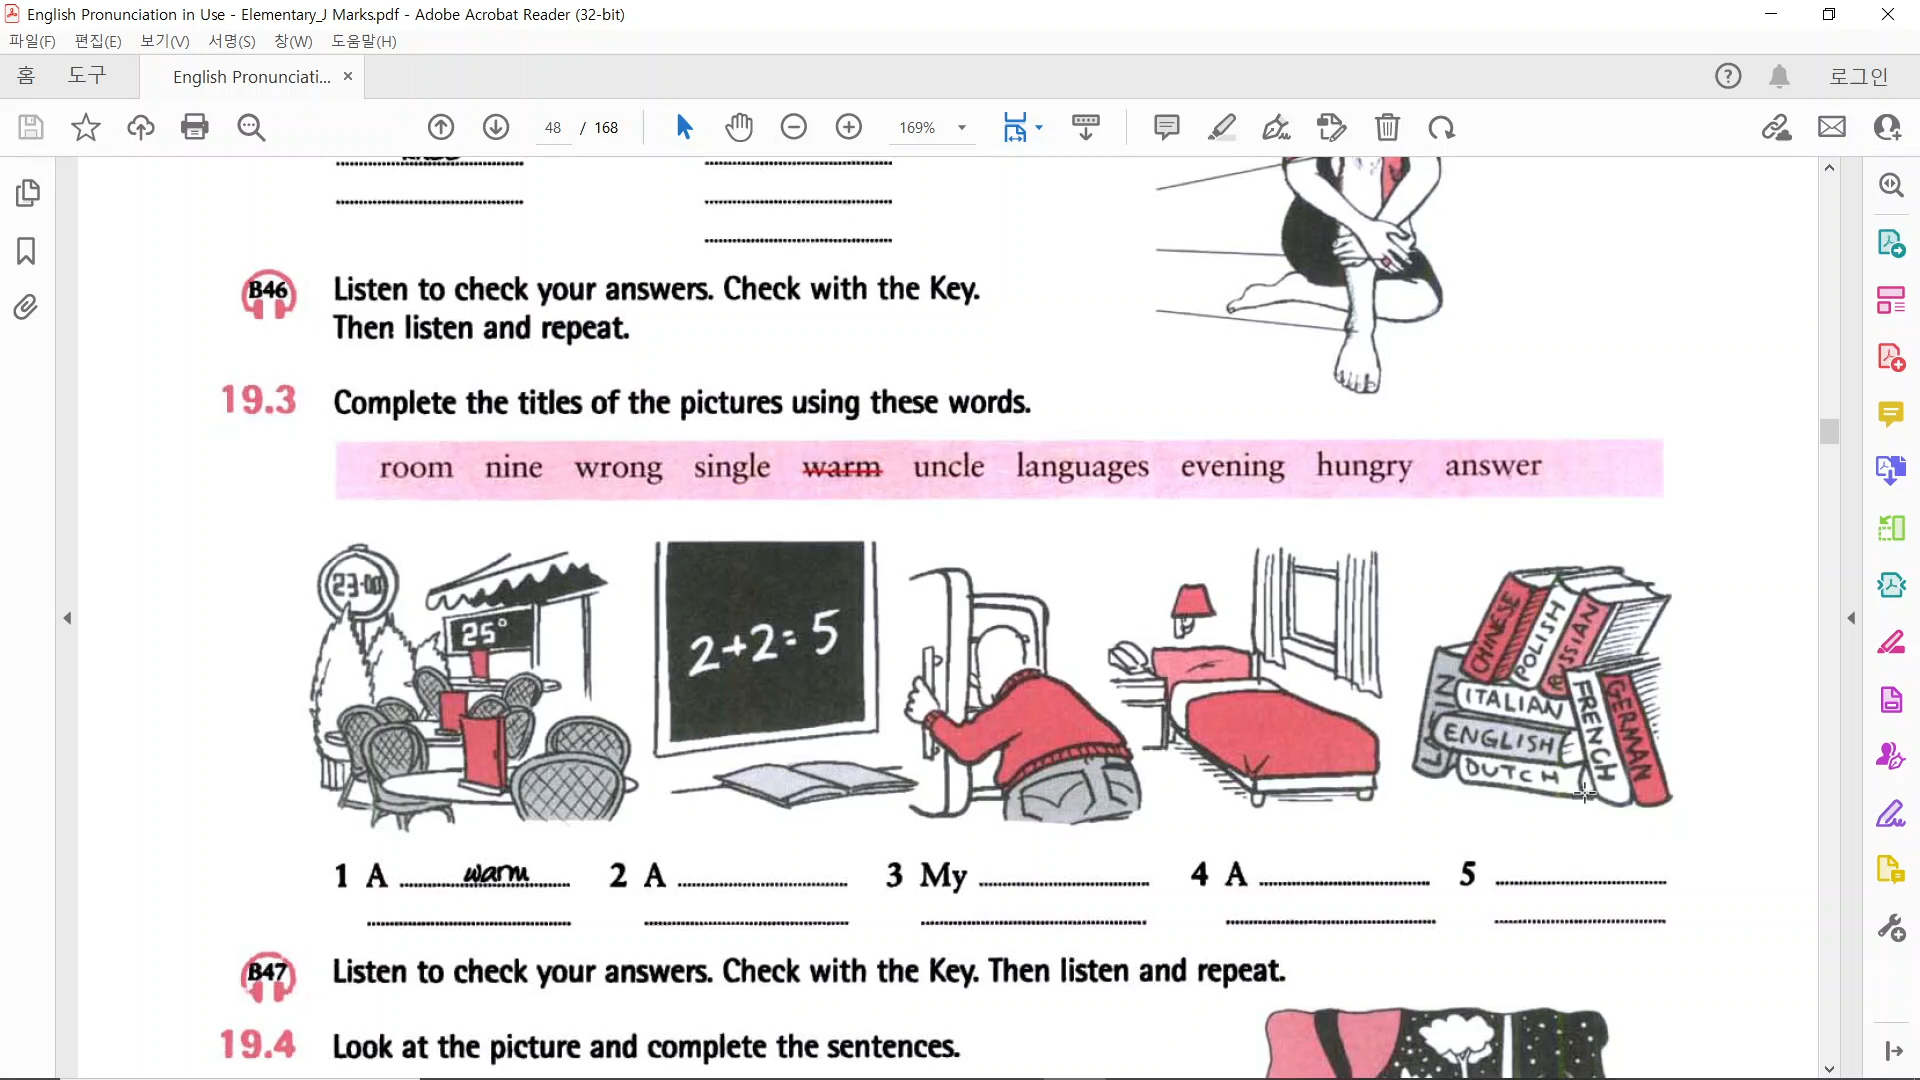 English Pronunciation in Use - Elementary_J Marks.pdf - Adobe Acrobat Reader (32-bit)
파일(F) 편집(E) 보기(V) 서명(S) 창(W) 도움말(H)
홈 도구 English Pronunciati... × 로그인
48 / 168 169%
B46 Listen to check your answers. Check with the Key.
Then listen and repeat.
19.3 Complete the titles of the pictures using these words.
room nine wrong single warm uncle languages evening hungry answer
23:00
25°
2+2=5
CHINESE
POLISH
RUSSIAN
ITALIAN
ENGLISH
DUTCH
FRENCH
GERMAN
1 A warm 2 A 3 My 4 A 5
B47 Listen to check your answers. Check with the Key. Then listen and repeat.
19.4 Look at the picture and complete the sentences.